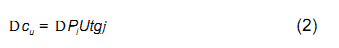 Dc_u = DP_lUtgj (2)